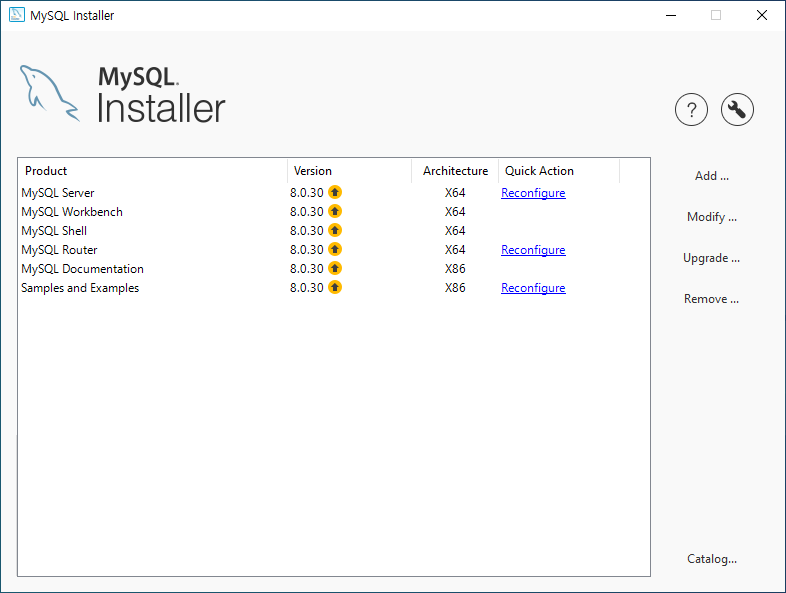 MySQL Installer
MySQL.
Installer
?
Product Version Architecture Quick Action
MySQL Server 8.0.30 X64 Reconfigure
MySQL Workbench 8.0.30 X64
MySQL Shell 8.0.30 X64
MySQL Router 8.0.30 X64 Reconfigure
MySQL Documentation 8.0.30 X86
Samples and Examples 8.0.30 X86 Reconfigure
Add ...
Modify ...
Upgrade ...
Remove ...
Catalog...